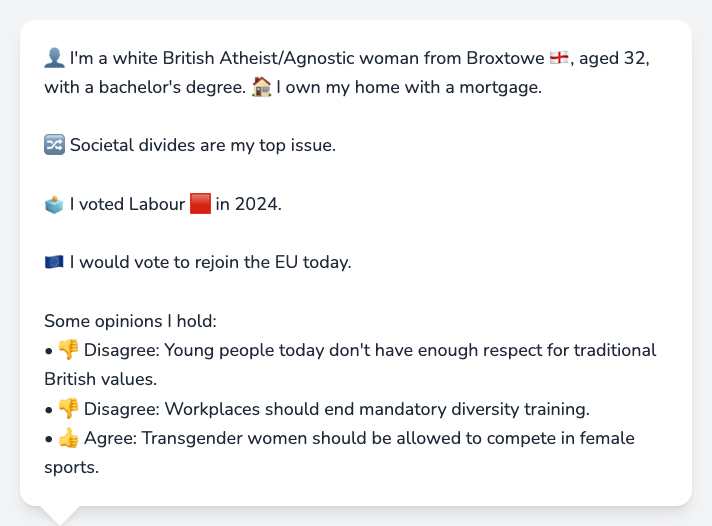 👤 I'm a white British Atheist/Agnostic woman from Broxtowe 🏴󠁧󠁢󠁥󠁮󠁧󠁿, aged 32,
with a bachelor's degree. 🏠 I own my home with a mortgage.
🔀 Societal divides are my top issue.
🗳️ I voted Labour 🟥 in 2024.
🇪🇺 I would vote to rejoin the EU today.
Some opinions I hold:
• 👎 Disagree: Young people today don't have enough respect for traditional
British values.
• 👎 Disagree: Workplaces should end mandatory diversity training.
• 👍 Agree: Transgender women should be allowed to compete in female
sports.